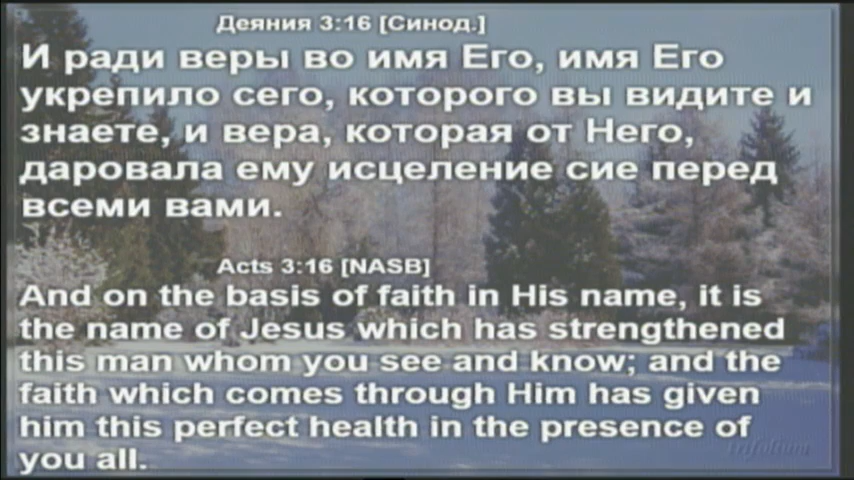 Деяния 3:16 [Синод.]
И ради веры во имя Его, имя Его
укрепило сего, которого вы видите и
знаете, и вера, которая от Него,
даровала ему исцеление сие перед
всеми вами.
Acts 3:16 [NASB]
And on the basis of faith in His name, it is
the name of Jesus which has strengthened
this man whom you see and know; and the
faith which comes through Him has given
him this perfect health in the presence of
you all.
trifolium